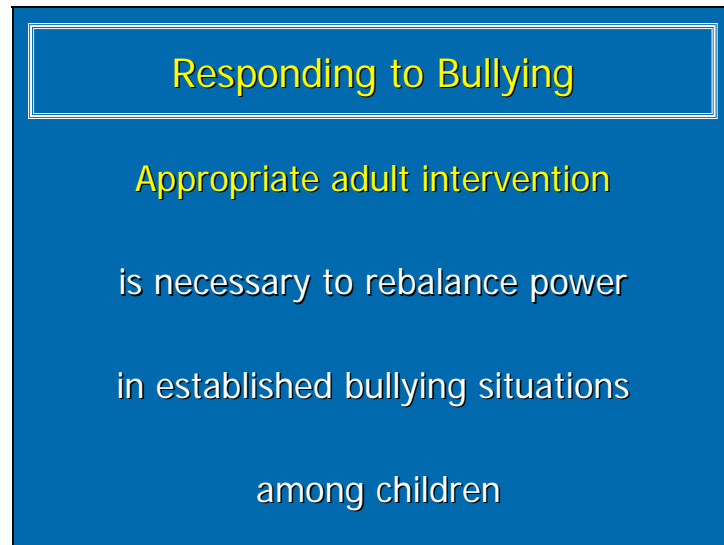 Responding to Bullying
Appropriate adult intervention
is necessary to rebalance power
in established bullying situations
among children